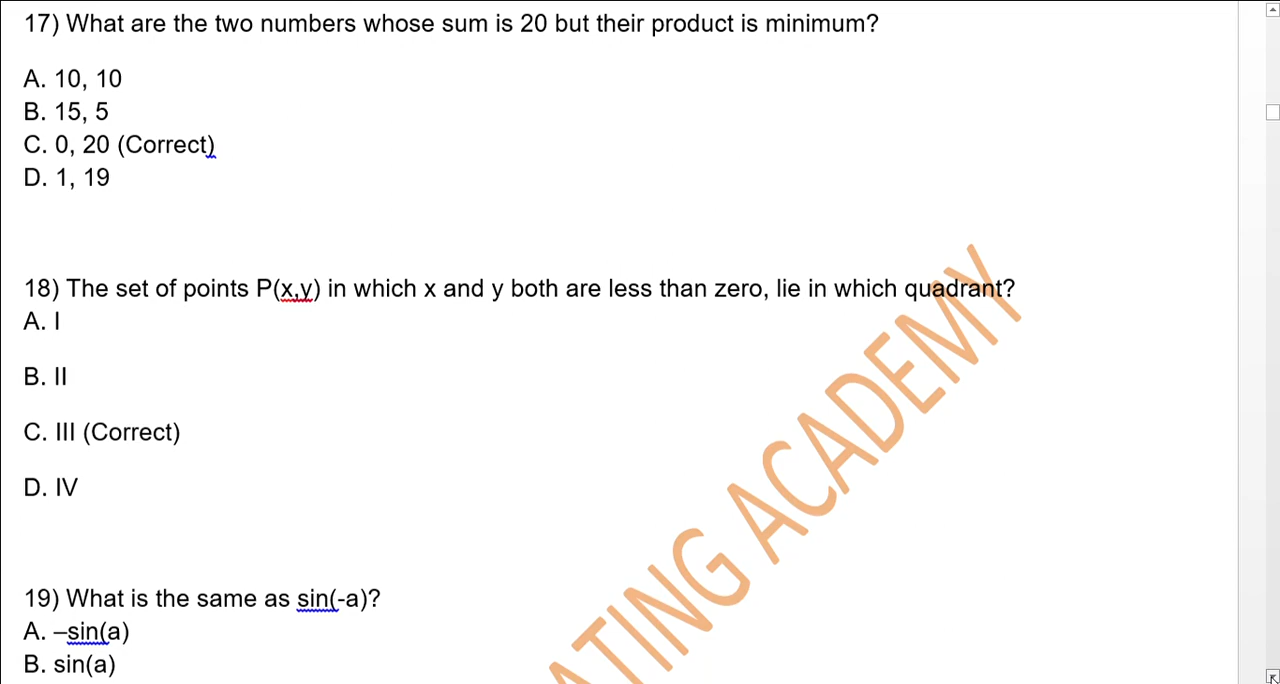 17) What are the two numbers whose sum is 20 but their product is minimum?
A. 10, 10
B. 15, 5
C. 0, 20 (Correct)
D. 1, 19
18) The set of points P(x,y) in which x and y both are less than zero, lie in which quadrant?
A. I
B. II
C. III (Correct)
D. IV
19) What is the same as sin(-a)?
A. –sin(a)
B. sin(a)
ATING ACADEMY